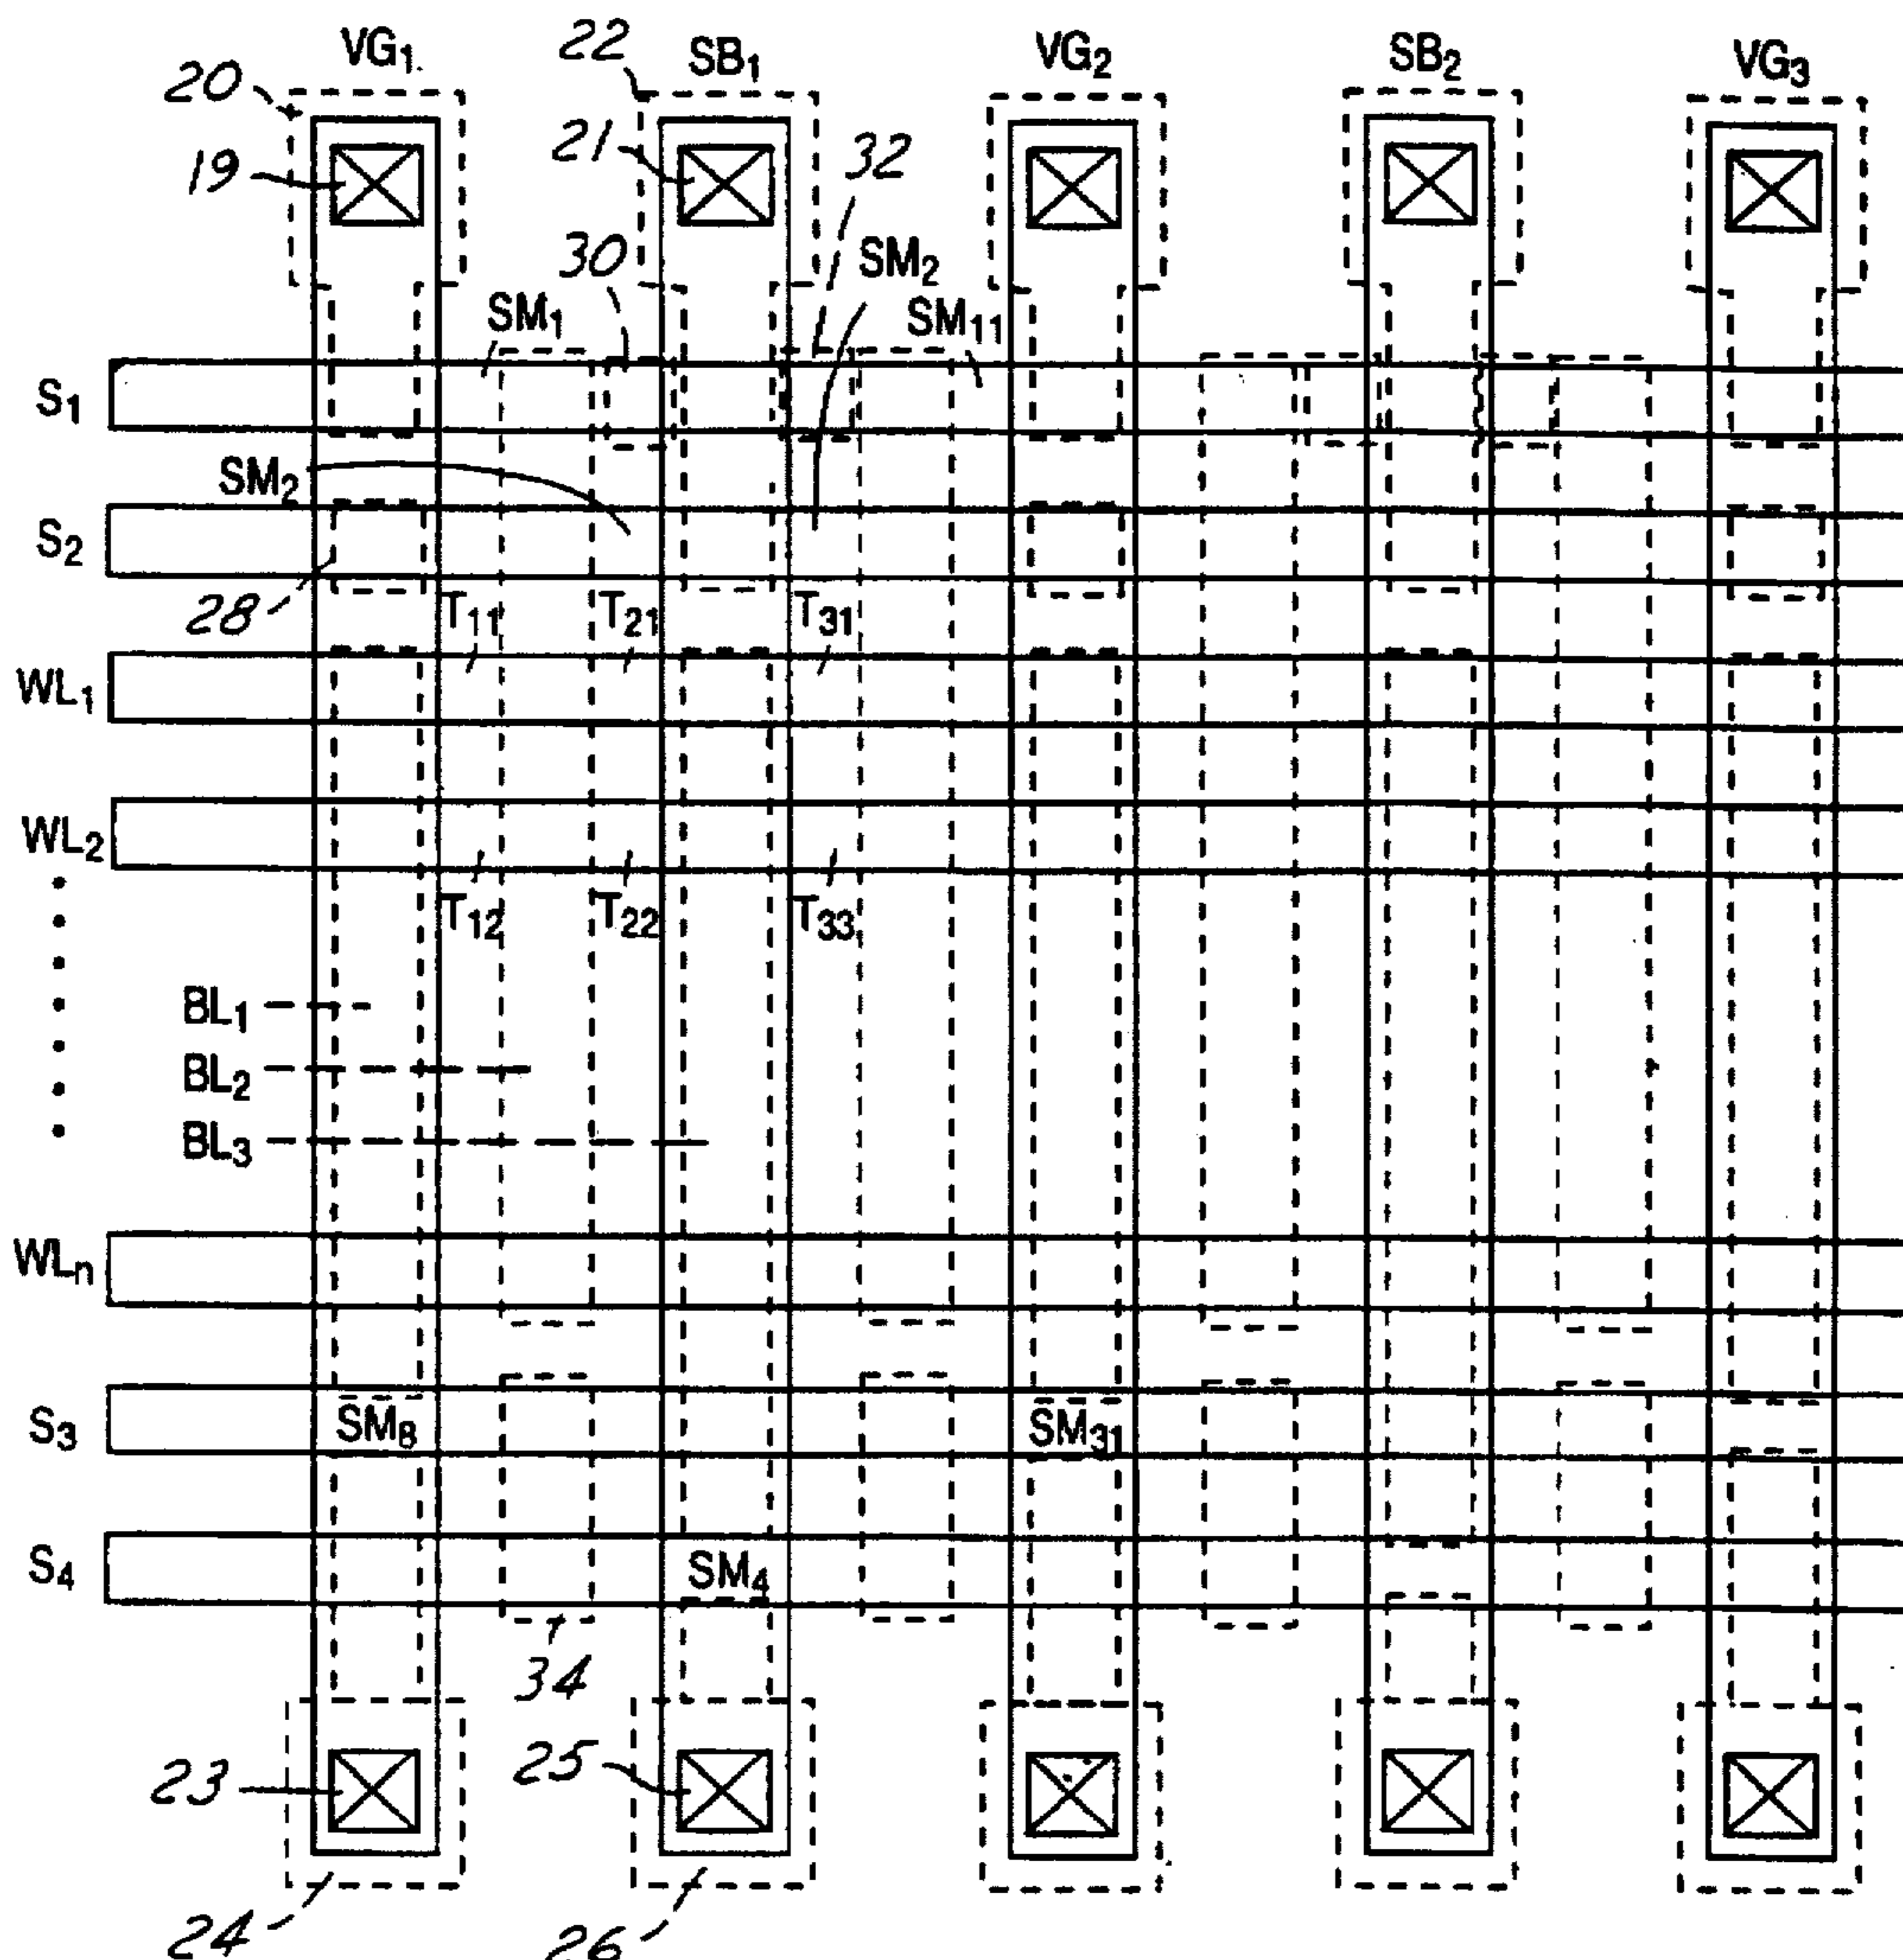 VG₁ 22 SB₁ VG₂ SB₂ VG₃
20
19 21 32
30 SM₂
SM₁ SM₁₁
S₁
SM₂
S₂
28 T₁₁ T₂₁ T₃₁
WL₁
WL₂
T₁₂ T₂₂ T₃₃
BL₁
BL₂
BL₃
WLₙ
S₃ SM₈ SM₃₁
S₄ SM₄
34
23 25
24 26